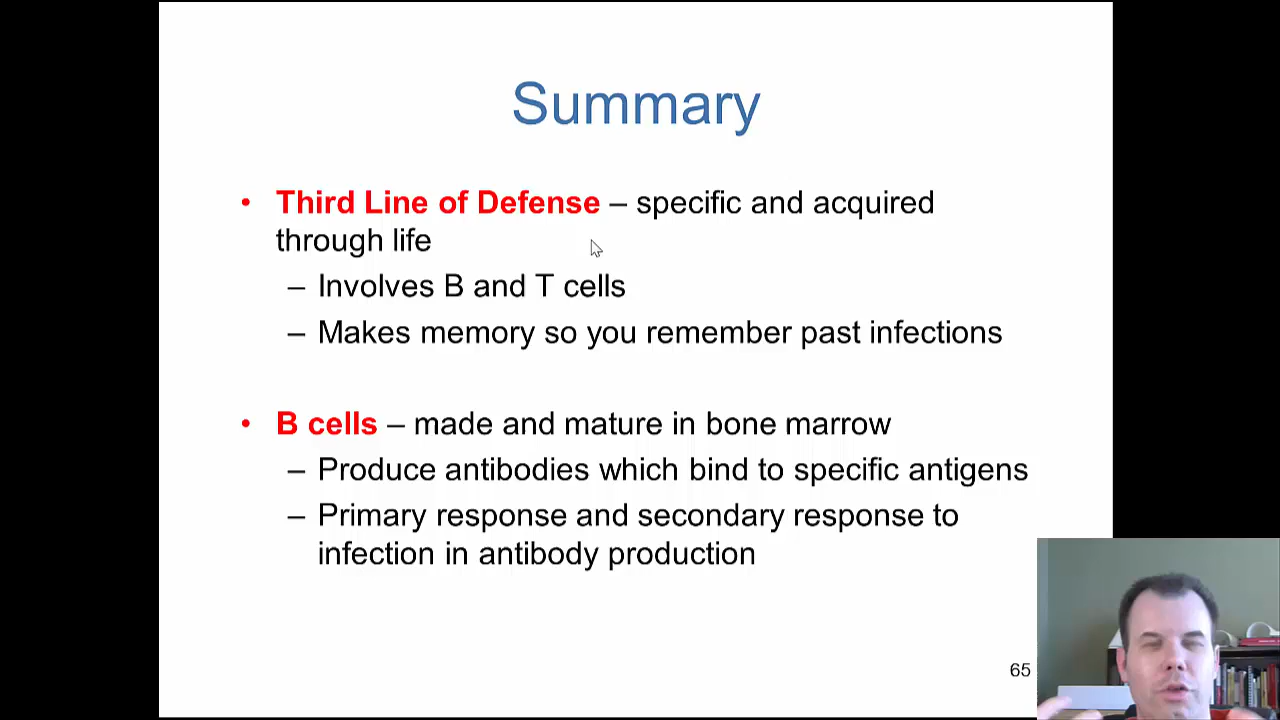 Summary
• Third Line of Defense – specific and acquired
through life
– Involves B and T cells
– Makes memory so you remember past infections
• B cells – made and mature in bone marrow
– Produce antibodies which bind to specific antigens
– Primary response and secondary response to
infection in antibody production
65